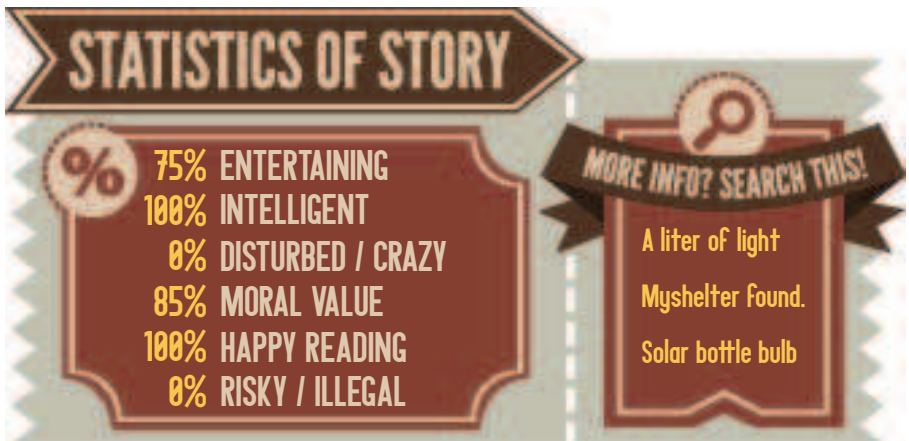 STATISTICS OF STORY
%
75% ENTERTAINING
100% INTELLIGENT
0% DISTURBED / CRAZY
85% MORAL VALUE
100% HAPPY READING
0% RISKY / ILLEGAL
MORE INFO? SEARCH THIS!
A liter of light
Myshelter found.
Solar bottle bulb